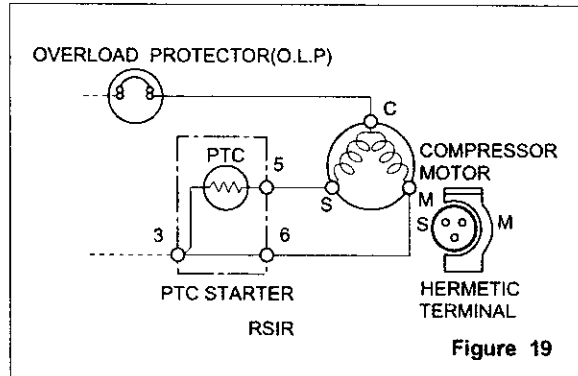 OVERLOAD PROTECTOR(O.L.P)
C
PTC
5
COMPRESSOR
MOTOR
S
M
S
M
3
6
PTC STARTER
HERMETIC
TERMINAL
RSIR
Figure 19